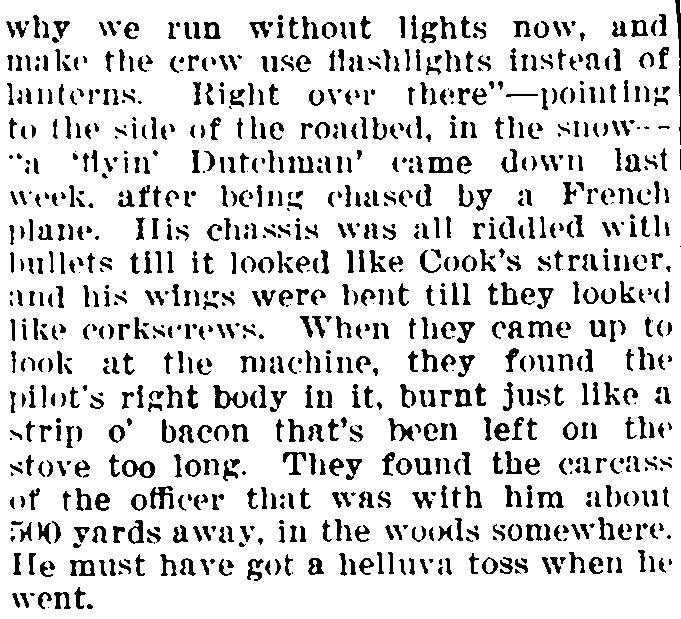 why we run without lights now, and
make the crew use flashlights instead of
lanterns. Right over there"—pointing
to the side of the roadbed, in the snow—
"a 'flyin' Dutchman' came down last
week, after being chased by a French
plane. His chassis was all riddled with
bullets till it looked like Cook's strainer,
and his wings were bent till they looked
like corkscrews. When they came up to
look at the machine, they found the
pilot's right body in it, burnt just like a
strip o' bacon that's been left on the
stove too long. They found the carcass
of the officer that was with him about
500 yards away, in the woods somewhere.
He must have got a helluva toss when he
went.